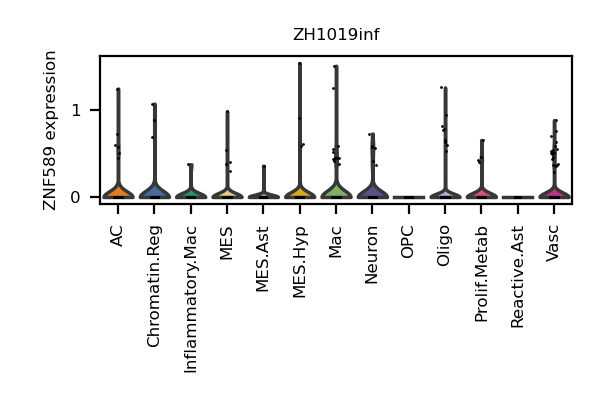 ZH1019inf
ZNF589 expression
1
0
AC
Chromatin.Reg
Inflammatory.Mac
MES
MES.Ast
MES.Hyp
Mac
Neuron
OPC
Oligo
Prolif.Metab
Reactive.Ast
Vasc